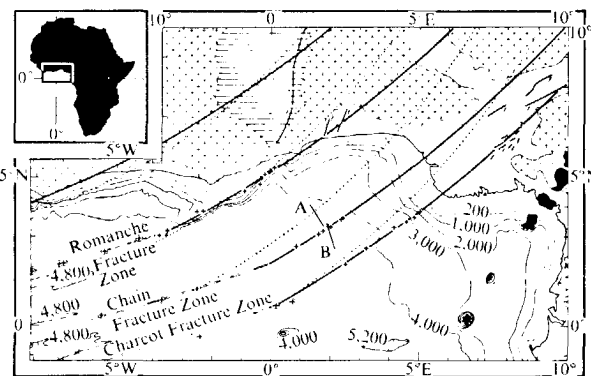 0
5 E
10°
0°
0°
5°W
5 N
A
B
Romanche
Fracture
Zone
4.800
200
1.000
2.000
3.000
4.800
Chain
Fracture Zone
4.800
Charcot Fracture Zone
4.000
5.200
4.000
0°
5°W
0°
5°E
10°